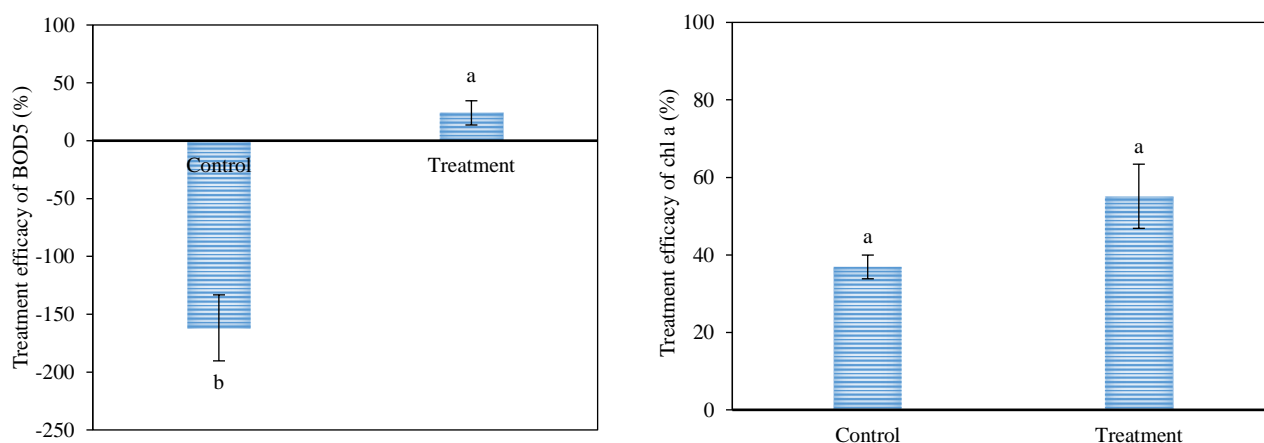 Treatment efficacy of BOD5 (%)
100
50
0
-50
-100
-150
-200
-250
a
b
Control
Treatment
Treatment efficacy of chl a (%)
100
80
60
40
20
0
a
a
Control
Treatment